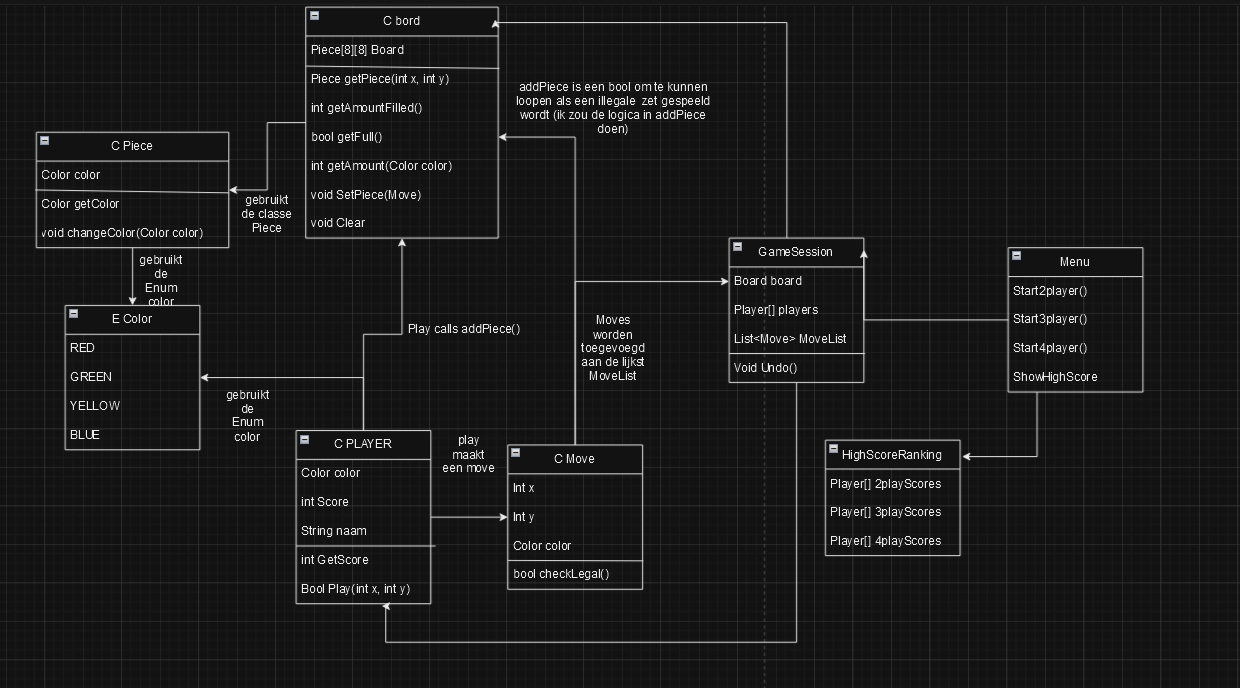 C bord
Piece[8][8] Board
Piece getPiece(int x, int y)
int getAmountFilled()
bool getFull()
int getAmount(Color color)
void SetPiece(Move)
void Clear
addPiece is een bool om te kunnen
loopen als een illegale zet gespeeld
wordt (ik zou de logica in addPiece
doen)
C Piece
Color color
Color getColor
void changeColor(Color color)
gebruikt
de classe
Piece
gebruikt
de
Enum
color
E Color
RED
GREEN
YELLOW
BLUE
gebruikt
de
Enum
color
Play calls addPiece()
C PLAYER
Color color
int Score
String naam
int GetScore
Bool Play(int x, int y)
play
maakt
een move
C Move
Int x
Int y
Color color
bool checkLegal()
Moves
worden
toegevoegd
aan de lijkst
MoveList
GameSession
Board board
Player[] players
List<Move> MoveList
Void Undo()
Menu
Start2player()
Start3player()
Start4player()
ShowHighScore
HighScoreRanking
Player[] 2playScores
Player[] 3playScores
Player[] 4playScores